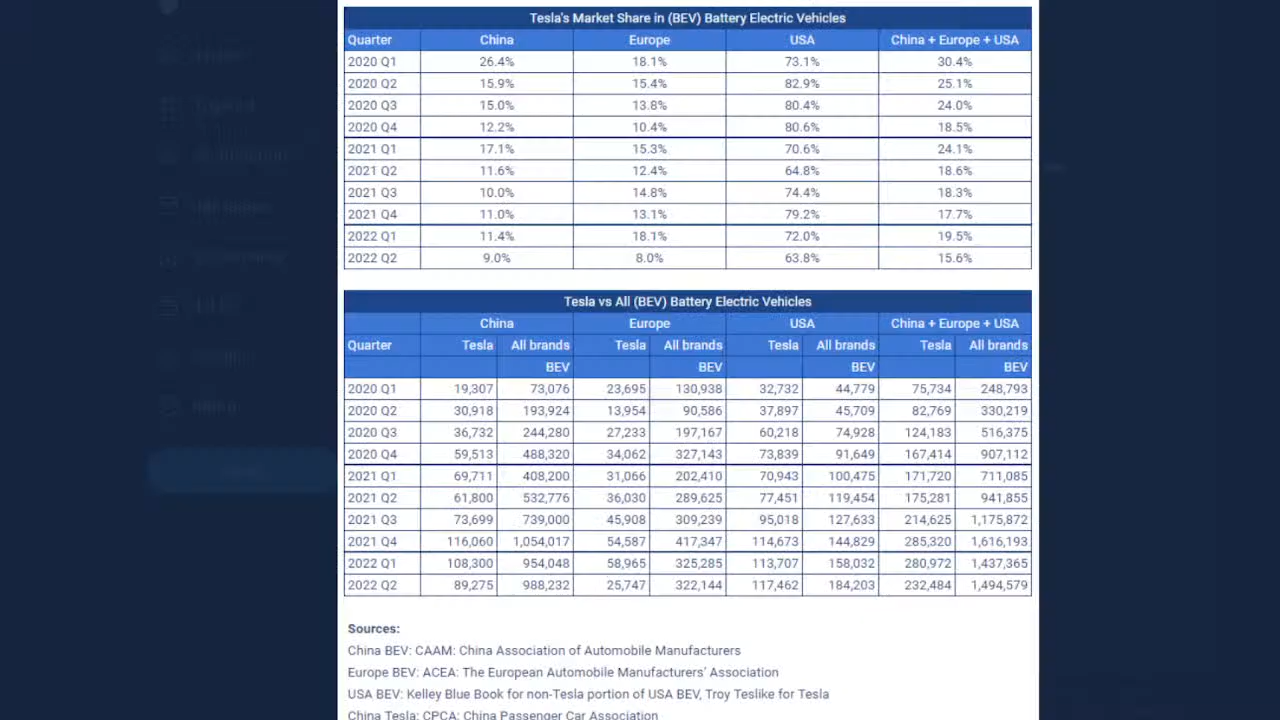 Tesla's Market Share in (BEV) Battery Electric Vehicles
Quarter China Europe USA China + Europe + USA
2020 Q1 26.4% 18.1% 73.1% 30.4%
2020 Q2 15.9% 15.4% 82.9% 25.1%
2020 Q3 15.0% 13.8% 80.4% 24.0%
2020 Q4 12.2% 10.4% 80.6% 18.5%
2021 Q1 17.1% 15.3% 70.6% 24.1%
2021 Q2 11.6% 12.4% 64.8% 18.6%
2021 Q3 10.0% 14.8% 74.4% 18.3%
2021 Q4 11.0% 13.1% 79.2% 17.7%
2022 Q1 11.4% 18.1% 72.0% 19.5%
2022 Q2 9.0% 8.0% 63.8% 15.6%
Tesla vs All (BEV) Battery Electric Vehicles
China Europe USA China + Europe + USA
Quarter Tesla All brands Tesla All brands Tesla All brands Tesla All brands
BEV BEV BEV BEV
2020 Q1 19,307 73,076 23,695 130,938 32,732 44,779 75,734 248,793
2020 Q2 30,918 193,924 13,954 90,586 37,897 45,709 82,769 330,219
2020 Q3 36,732 244,280 27,233 197,167 60,218 74,928 124,183 516,375
2020 Q4 59,513 488,320 34,062 327,143 73,839 91,649 167,414 907,112
2021 Q1 69,711 408,200 31,066 202,410 70,943 100,475 171,720 711,085
2021 Q2 61,800 532,776 36,030 289,625 77,451 119,454 175,281 941,855
2021 Q3 73,699 739,000 45,908 309,239 95,018 127,633 214,625 1,175,872
2021 Q4 116,060 1,054,017 54,587 417,347 114,673 144,829 285,320 1,616,193
2022 Q1 108,300 954,048 58,965 325,285 113,707 158,032 280,972 1,437,365
2022 Q2 89,275 988,232 25,747 322,144 117,462 184,203 232,484 1,494,579
Sources:
China BEV: CAAM: China Association of Automobile Manufacturers
Europe BEV: ACEA: The European Automobile Manufacturers' Association
USA BEV: Kelley Blue Book for non-Tesla portion of USA BEV, Troy Teslike for Tesla
China Tesla: CPCA: China Passenger Car Association